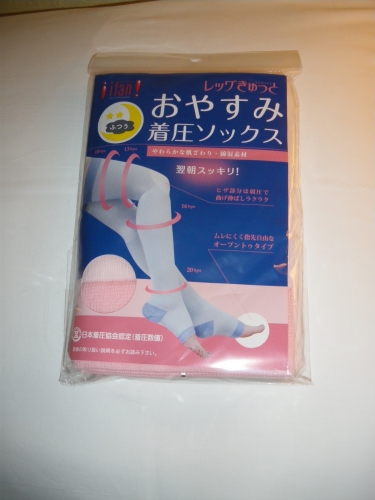 ifan!
レッグきゅっと
おやすみ
ふつう
着圧ソックス
やわらかな肌ざわり・綿混素材
翌朝スッキリ!
ヒザ部分は弱圧で
曲げ伸ばしラクラク
ムレにくく指先自由な
オープントゥタイプ
20hpa
日本着圧協会認定(着圧数値)